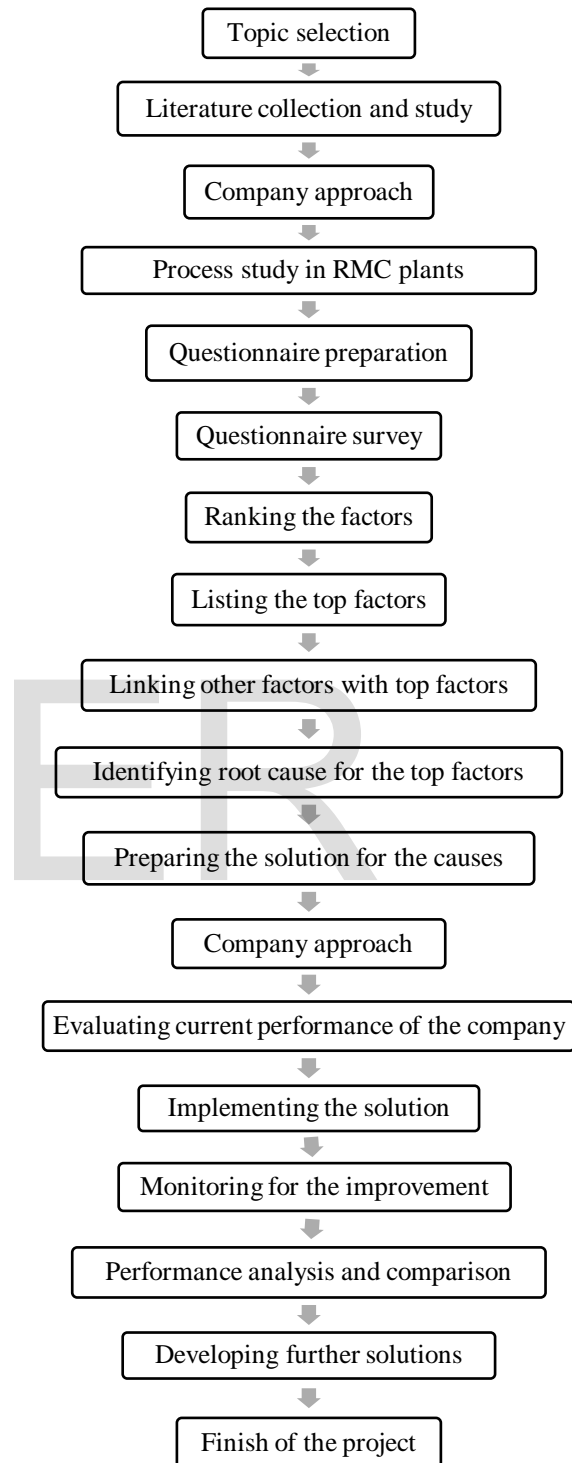 Topic selection
Literature collection and study
Company approach
Process study in RMC plants
Questionnaire preparation
Questionnaire survey
Ranking the factors
Listing the top factors
Linking other factors with top factors
ER
Identifying root cause for the top factors
Preparing the solution for the causes
Company approach
Evaluating current performance of the company
Implementing the solution
Monitoring for the improvement
Performance analysis and comparison
Developing further solutions
Finish of the project